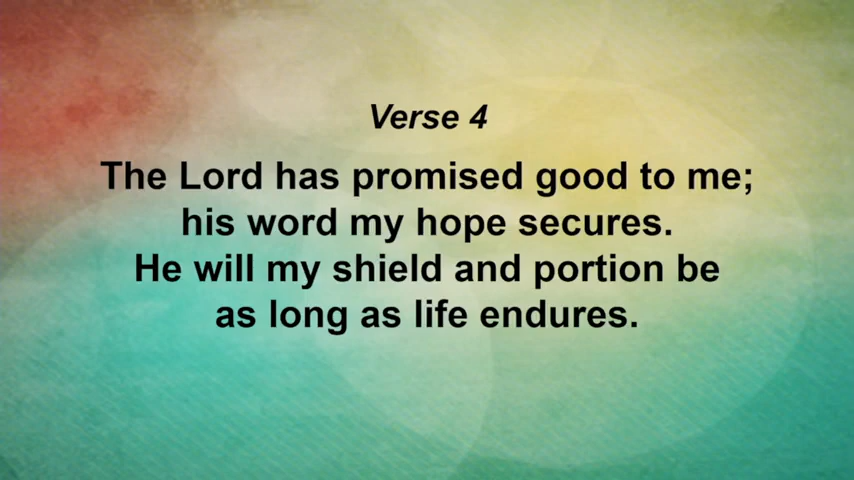 Verse 4
The Lord has promised good to me;
his word my hope secures.
He will my shield and portion be
as long as life endures.